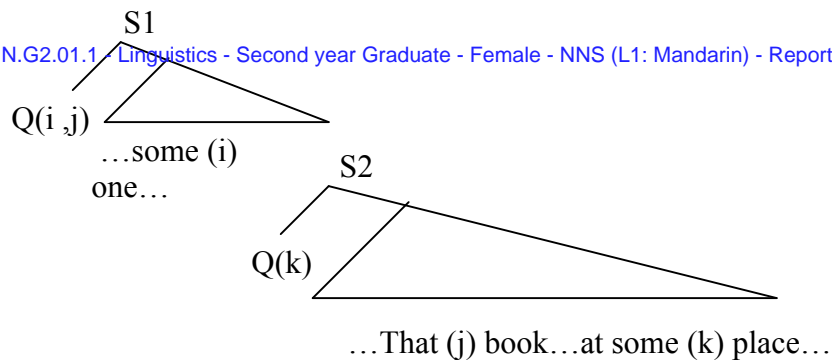 S1
N.G2.01.1 - Linguistics - Second year Graduate - Female - NNS (L1: Mandarin) - Report
Q(i ,j)
…some (i)
one…
S2
Q(k)
…That (j) book…at some (k) place…